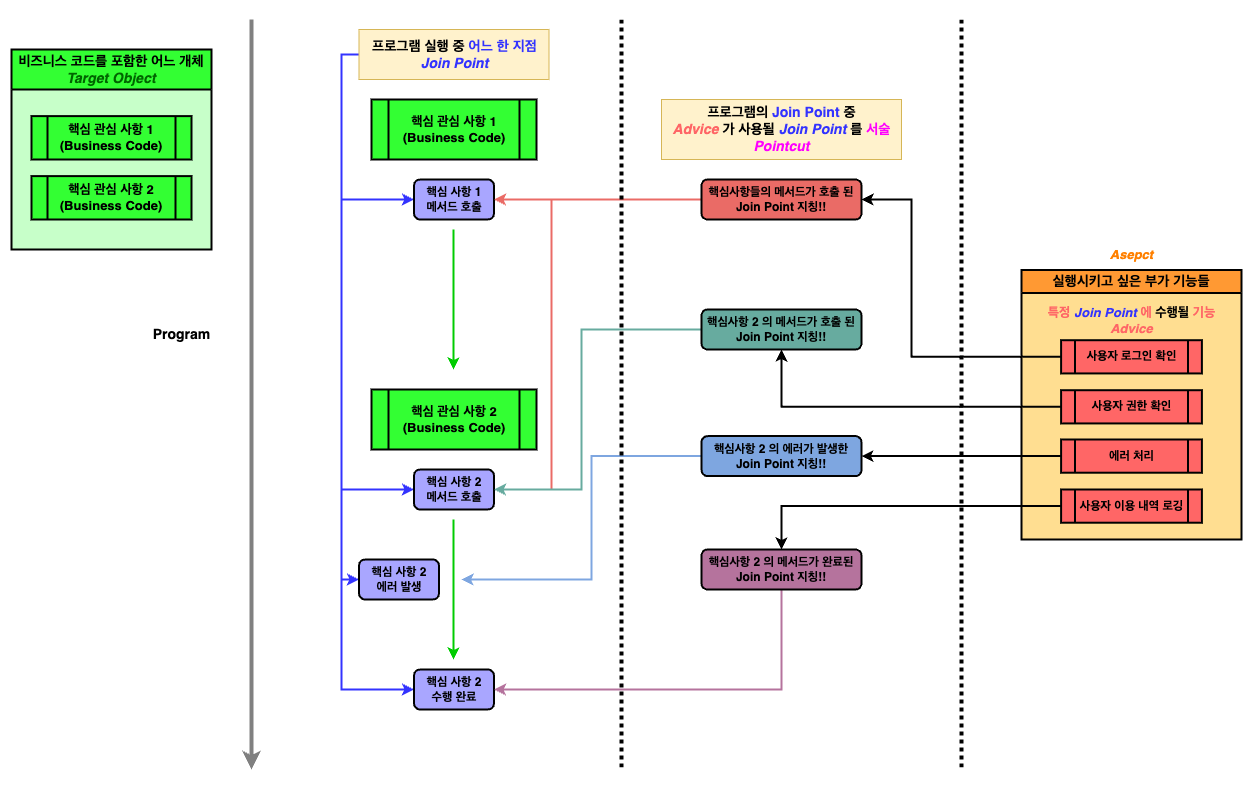 비즈니스 코드를 포함한 어느 개체
Target Object
핵심 관심 사항 1
(Business Code)
핵심 관심 사항 2
(Business Code)
Program
프로그램 실행 중 어느 한 지점
Join Point
핵심 관심 사항 1
(Business Code)
핵심 사항 1
메서드 호출
핵심 관심 사항 2
(Business Code)
핵심 사항 2
메서드 호출
핵심 사항 2
에러 발생
핵심 사항 2
수행 완료
프로그램의 Join Point 중
Advice 가 사용될 Join Point 를 서술
Pointcut
핵심사항들의 메서드가 호출 된
Join Point 지칭!!
핵심사항 2 의 메서드가 호출 된
Join Point 지칭!!
핵심사항 2 의 에러가 발생한
Join Point 지칭!!
핵심사항 2 의 메서드가 완료된
Join Point 지칭!!
Asepct
실행시키고 싶은 부가 기능들
특정 Join Point 에 수행될 기능
Advice
사용자 로그인 확인
사용자 권한 확인
에러 처리
사용자 이용 내역 로깅